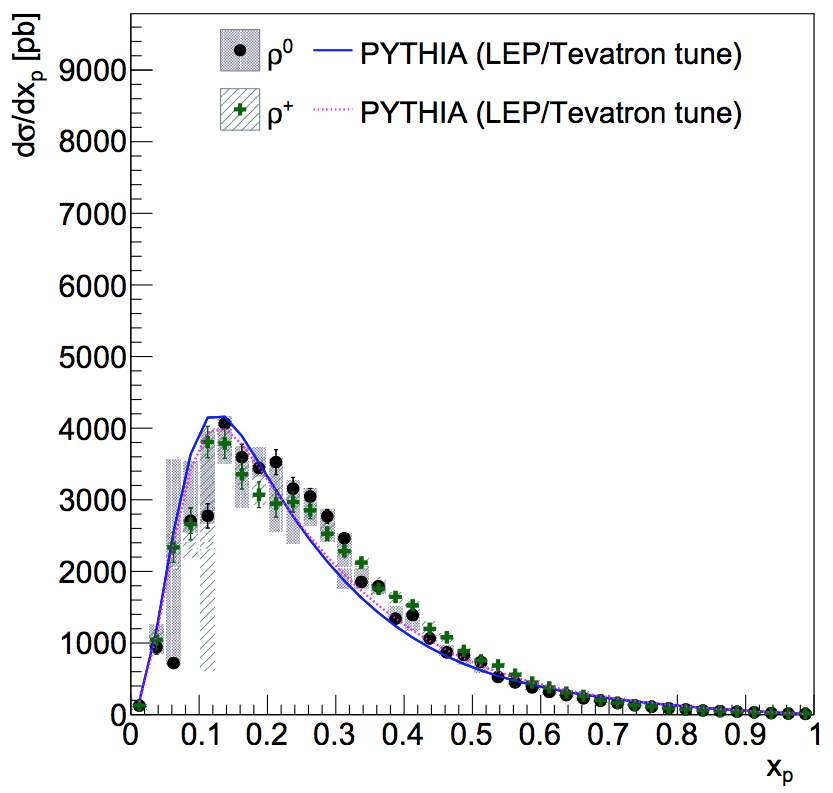 dσ/dxp [pb]
ρ0 PYTHIA (LEP/Tevatron tune)
ρ+ PYTHIA (LEP/Tevatron tune)
9000
8000
7000
6000
5000
4000
3000
2000
1000
0
0 0.1 0.2 0.3 0.4 0.5 0.6 0.7 0.8 0.9 1
xp